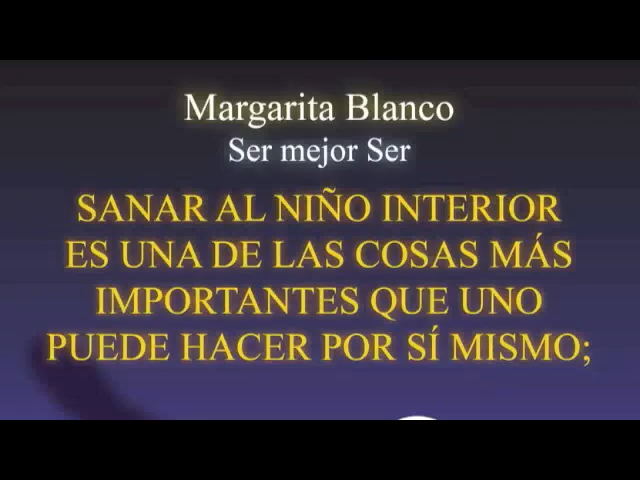 Margarita Blanco
Ser mejor Ser
SANAR AL NIÑO INTERIOR
ES UNA DE LAS COSAS MÁS
IMPORTANTES QUE UNO
PUEDE HACER POR SÍ MISMO;